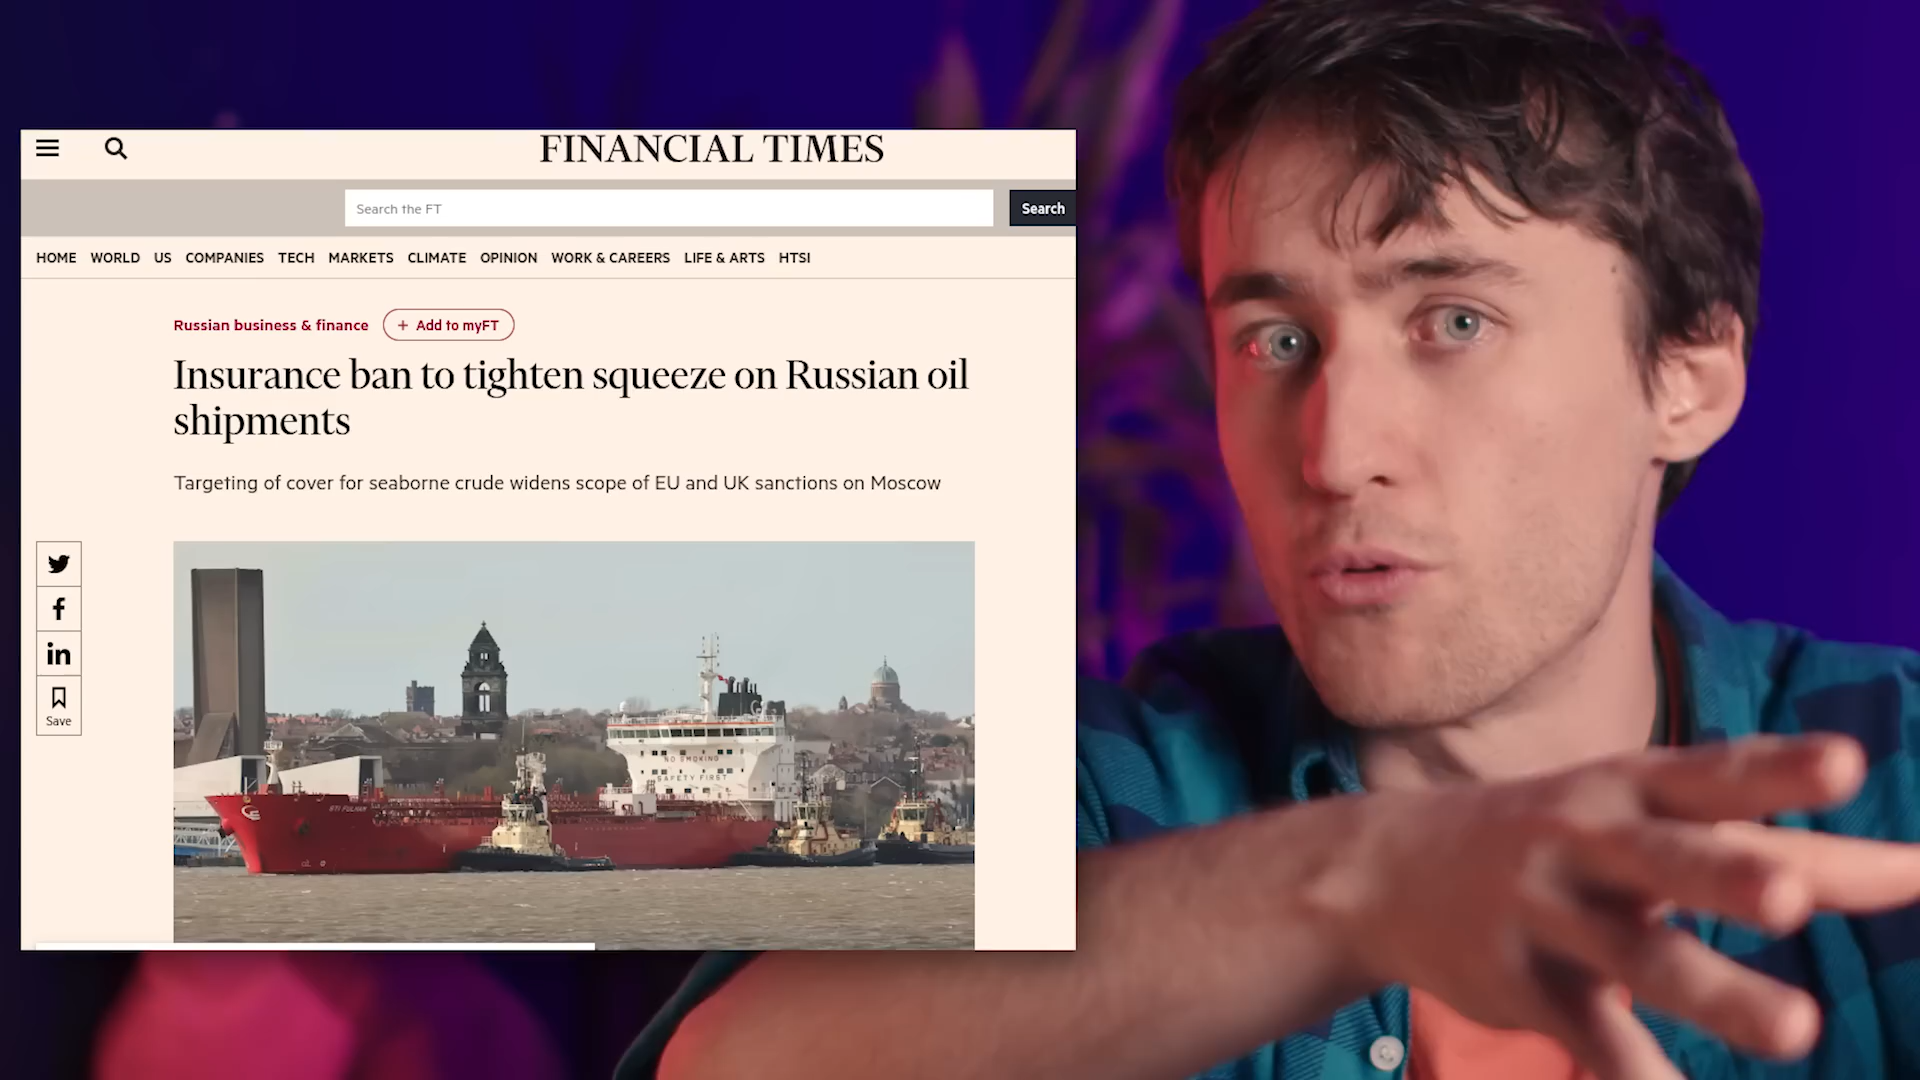 FINANCIAL TIMES
Search the FT
Search
HOME WORLD US COMPANIES TECH MARKETS CLIMATE OPINION WORK & CAREERS LIFE & ARTS HTSI
Russian business & finance + Add to myFT
Insurance ban to tighten squeeze on Russian oil
shipments
Targeting of cover for seaborne crude widens scope of EU and UK sanctions on Moscow
Save
NO SMOKING
SAFETY FIRST
STI FULHAM